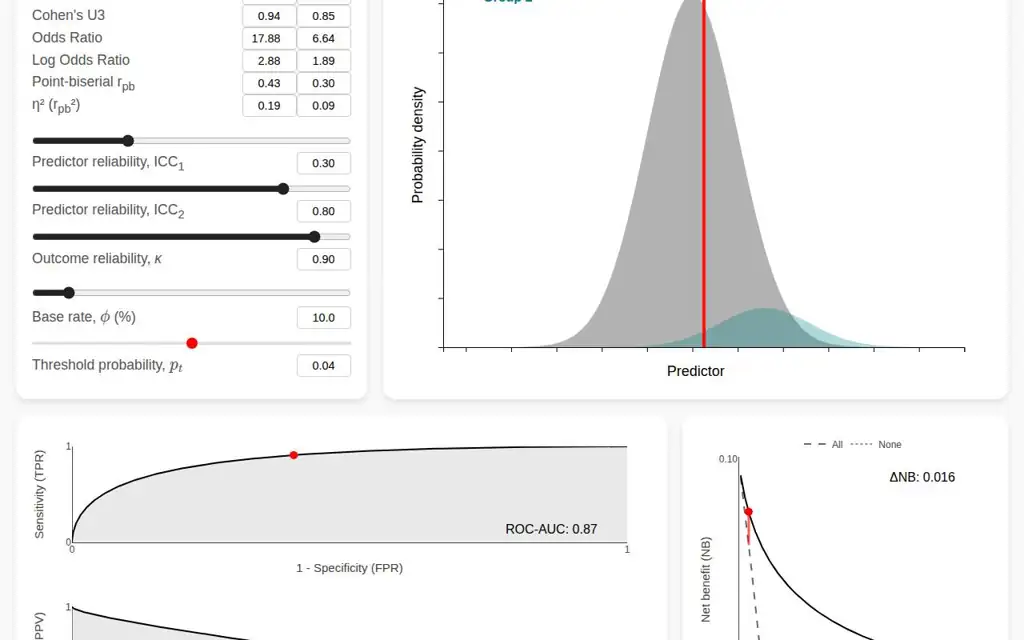 Cohen's U3 0.94 0.85
Odds Ratio 17.88 6.64
Log Odds Ratio 2.88 1.89
Point-biserial rpb 0.43 0.30
η² (rpb²) 0.19 0.09
Predictor reliability, ICC1 0.30
Predictor reliability, ICC2 0.80
Outcome reliability, κ 0.90
Base rate, ϕ (%) 10.0
Threshold probability, pt 0.04
Probability density
Predictor
Sensitivity (TPR)
1
0
0 1
ROC-AUC: 0.87
1 - Specificity (FPR)
1
PPV)
All None
0.10
ΔNB: 0.016
Net benefit (NB)